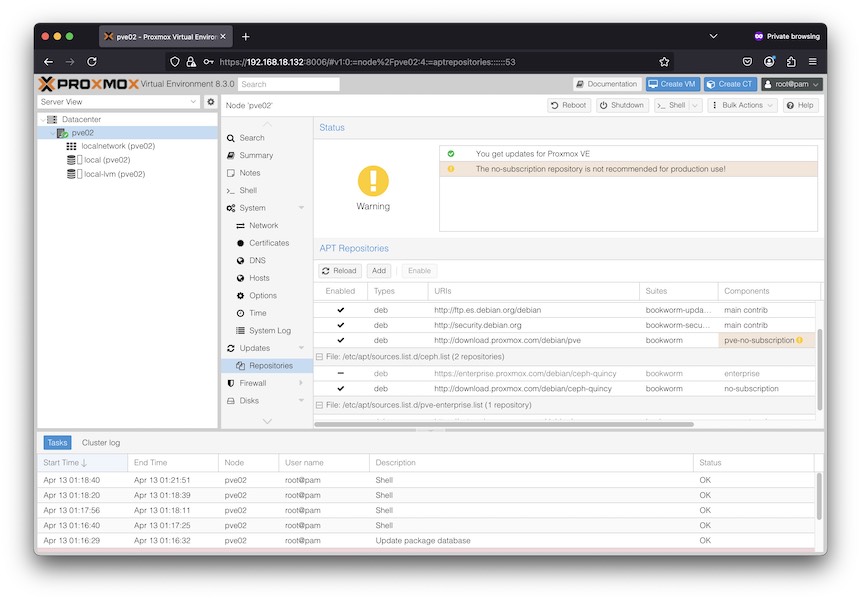 pve02 - Proxmox Virtual Environ
Private browsing
https://192.168.18.132:8006/#v1:0:=node%2Fpve02:4:=aptrepositories::::::53
PROXMOX Virtual Environment 8.3.0 Search
Documentation Create VM Create CT root@pam
Server View
Node 'pve02' Reboot Shutdown Shell Bulk Actions Help
Datacenter
pve02
localnetwork (pve02)
local (pve02)
local-lvm (pve02)
Search
Summary
Notes
Shell
System
Network
Certificates
DNS
Hosts
Options
Time
System Log
Updates
Repositories
Firewall
Disks
Status
Warning
You get updates for Proxmox VE
The no-subscription repository is not recommended for production use!
APT Repositories
Reload Add Enable
Enabled Types URIs Suites Components
deb http://ftp.es.debian.org/debian bookworm-upda... main contrib
deb http://security.debian.org bookworm-secu... main contrib
deb http://download.proxmox.com/debian/pve bookworm pve-no-subscription
File: /etc/apt/sources.list.d/ceph.list (2 repositories)
deb https://enterprise.proxmox.com/debian/ceph-quincy bookworm enterprise
deb http://download.proxmox.com/debian/ceph-quincy bookworm no-subscription
File: /etc/apt/sources.list.d/pve-enterprise.list (1 repository)
Tasks Cluster log
Start Time End Time Node User name Description Status
Apr 13 01:18:40 Apr 13 01:21:51 pve02 root@pam Shell OK
Apr 13 01:18:20 Apr 13 01:18:39 pve02 root@pam Shell OK
Apr 13 01:17:56 Apr 13 01:18:11 pve02 root@pam Shell OK
Apr 13 01:16:40 Apr 13 01:17:25 pve02 root@pam Shell OK
Apr 13 01:16:29 Apr 13 01:16:32 pve02 root@pam Update package database OK